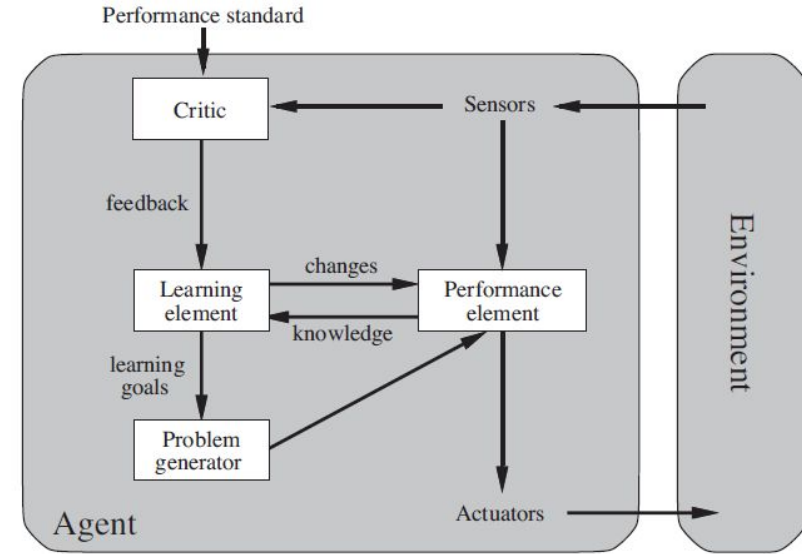 Performance standard
Critic
Sensors
feedback
changes
Learning
element
Performance
element
knowledge
learning
goals
Problem
generator
Agent
Actuators
Environment